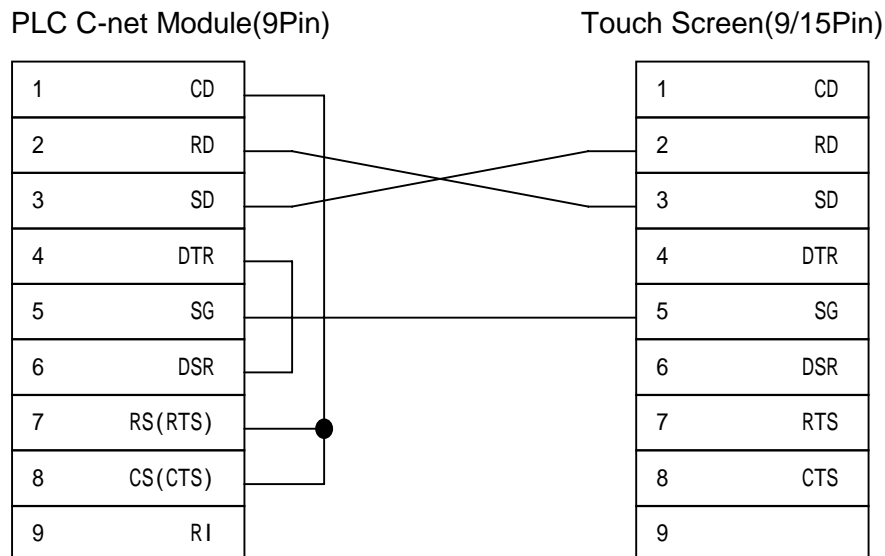 PLC C-net Module(9Pin) Touch Screen(9/15Pin)
1 CD 1 CD
2 RD 2 RD
3 SD 3 SD
4 DTR 4 DTR
5 SG 5 SG
6 DSR 6 DSR
7 RS(RTS) 7 RTS
8 CS(CTS) 8 CTS
9 RI 9